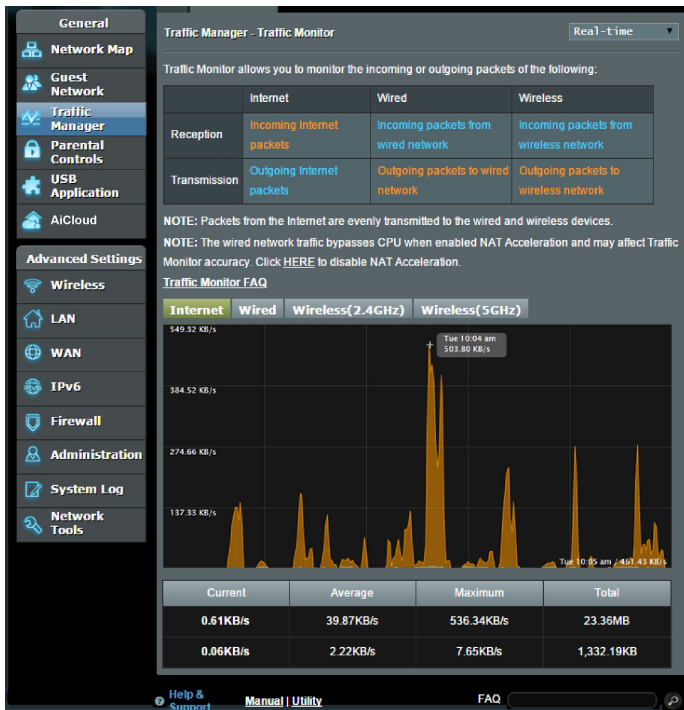 General
Network Map
Guest
Network
Traffic
Manager
Parental
Controls
USB
Application
AiCloud
Advanced Settings
Wireless
LAN
WAN
IPv6
Firewall
Administration
System Log
Network
Tools
Traffic Manager - Traffic Monitor
Real-time
Traffic Monitor allows you to monitor the incoming or outgoing packets of the following:
Internet Wired Wireless
Reception
Incoming Internet
packets
Incoming packets from
wired network
Incoming packets from
wireless network
Transmission
Outgoing Internet
packets
Outgoing packets to wired
network
Outgoing packets to
wireless network
NOTE: Packets from the Internet are evenly transmitted to the wired and wireless devices.
NOTE: The wired network traffic bypasses CPU when enabled NAT Acceleration and may affect Traffic
Monitor accuracy. Click HERE to disable NAT Acceleration.
Traffic Monitor FAQ
Internet Wired Wireless(2.4GHz) Wireless(5GHz)
549.32 KB/s
Tue 10:04 am
503.80 KB/s
384.52 KB/s
274.66 KB/s
137.33 KB/s
Tue 10:05 am / 461.43 KB/s
Current Average Maximum Total
0.61KB/s 39.87KB/s 536.34KB/s 23.36MB
0.06KB/s 2.22KB/s 7.65KB/s 1,332.19KB
Help &
Support
Manual | Utility
FAQ